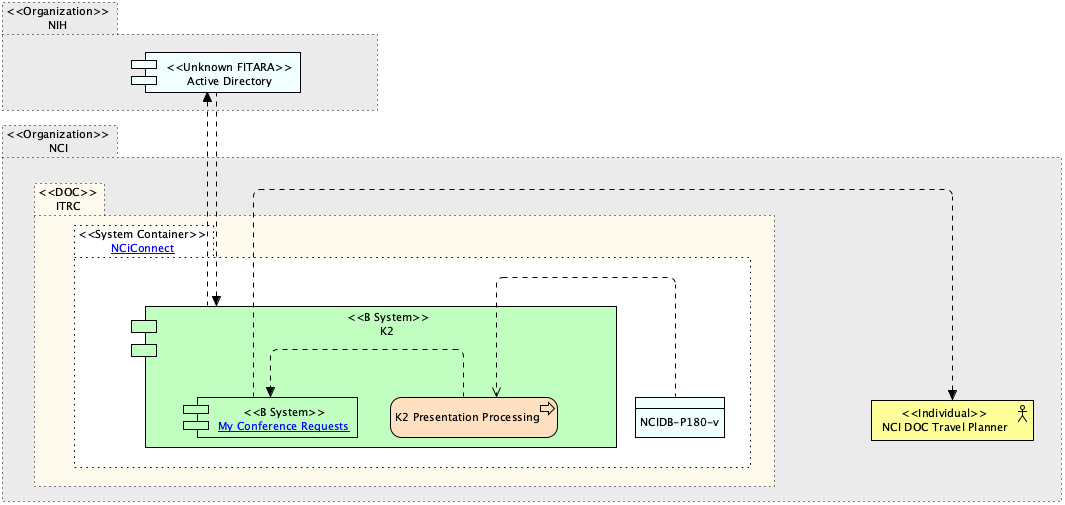 <<Organization>>
NIH
<<Unknown FITARA>>
Active Directory
<<Organization>>
NCI
<<DOC>>
ITRC
<<System Container>>
NCiConnect
<<B System>>
K2
<<B System>>
My Conference Requests
K2 Presentation Processing
NCIDB-P180-v
<<Individual>>
NCI DOC Travel Planner